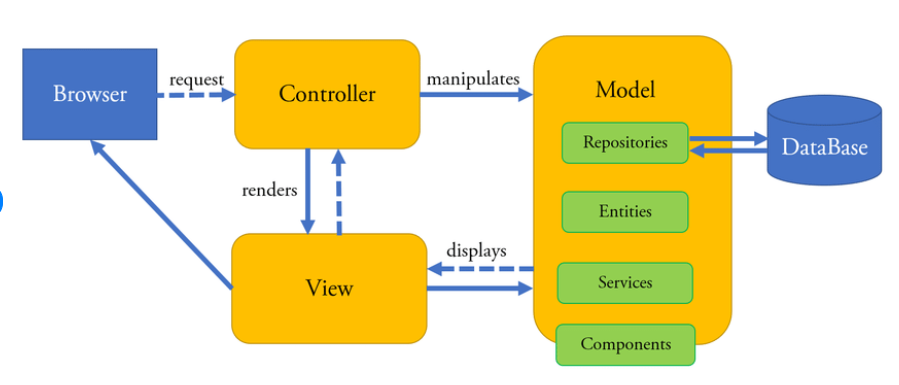 Browser
request
Controller
manipulates
Model
Repositories
DataBase
Entities
renders
displays
View
Services
Components